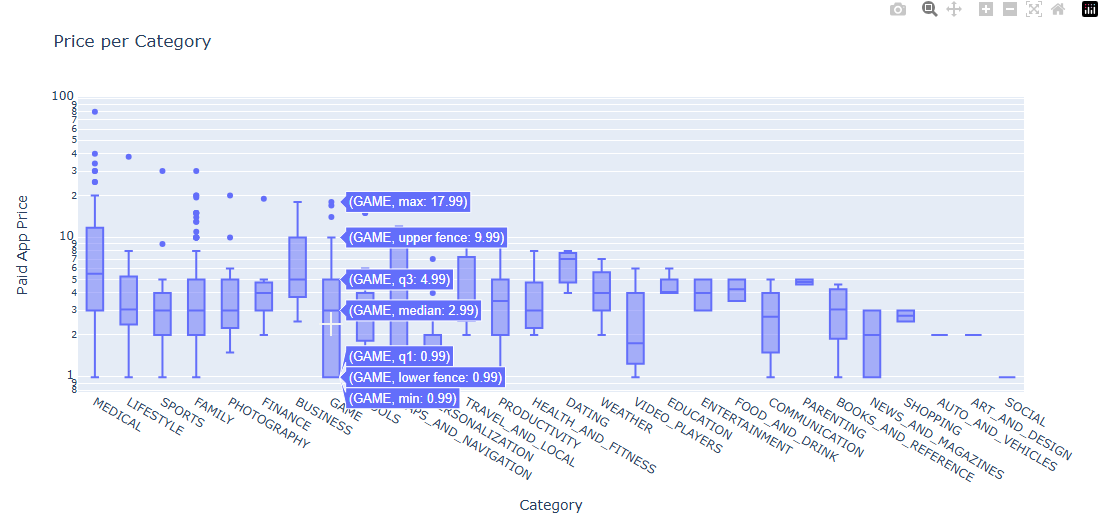 Price per Category
100
9
8
7
6
5
4
3
2
10
9
8
7
6
5
4
3
2
1
9
8
Paid App Price
(GAME, max: 17.99)
(GAME, upper fence: 9.99)
(GAME, q3: 4.99)
(GAME, median: 2.99)
(GAME, q1: 0.99)
(GAME, lower fence: 0.99)
(GAME, min: 0.99)
MEDICAL
LIFESTYLE
SPORTS
FAMILY
PHOTOGRAPHY
FINANCE
BUSINESS
GAME
OOLS
PS_AND_NAVIGATION
ERSONALIZATION
TRAVEL_AND_LOCAL
PRODUCTIVITY
HEALTH_AND_FITNESS
DATING
WEATHER
VIDEO_PLAYERS
EDUCATION
ENTERTAINMENT
FOOD_AND_DRINK
COMMUNICATION
PARENTING
BOOKS_AND_REFERENCE
NEWS_AND_MAGAZINES
SHOPPING
AUTO_AND_VEHICLES
ART_AND_DESIGN
SOCIAL
Category